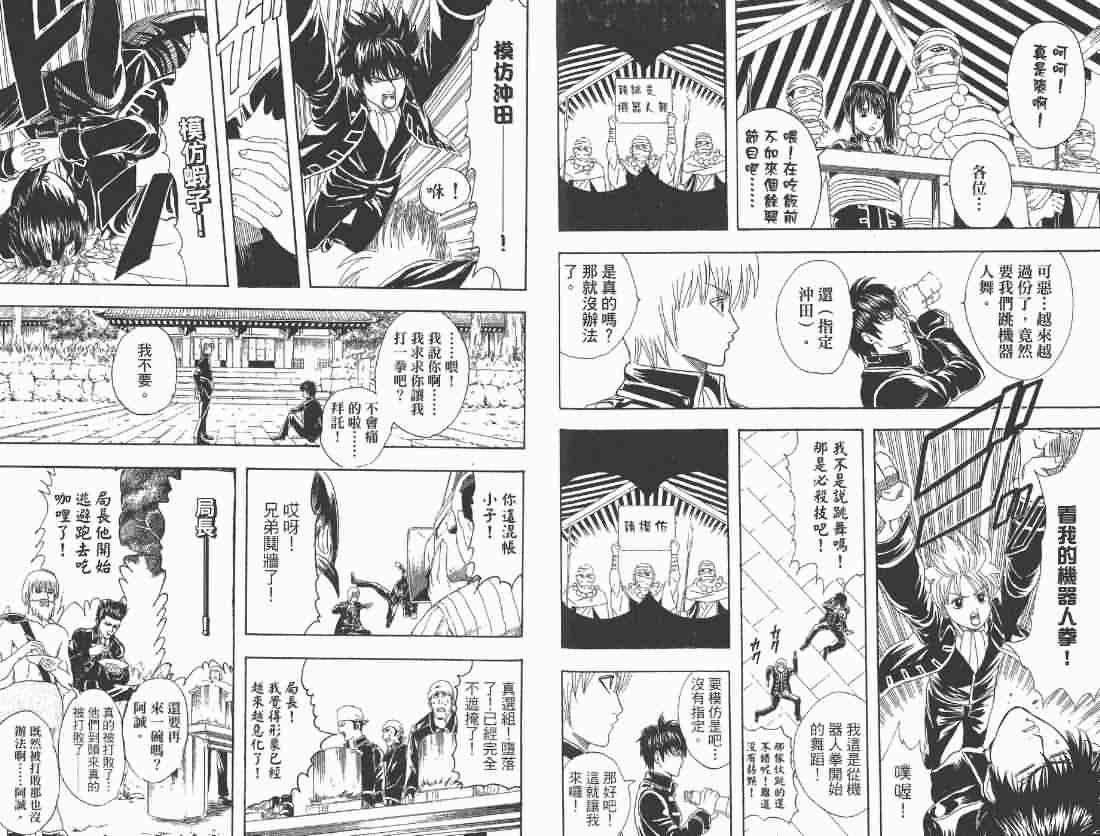 呵呵！
真是棒啊！
各位…
喂！在吃飯前
不如來個餘興
節目吧……
請跳支
機器人舞
可惡…越來越
過份了，竟然
要我們跳機器
人舞。
還（指定
沖田）。
是真的嗎？
那就沒辦法
了。
看我的機器人拳！
噗喔！
我不是說跳舞嗎！
那是必殺技吧！
我這是從機
器人拳開始
的舞蹈！
那傢伙跳的還
不錯呢！難道
沒有弱點！
請模仿
要模仿是吧…
沒有指定。
那好吧！
這就讓我
來囉！
模仿沖田——！
咻！
模仿蝦子！
……喂！
我說你啊……
我求求你讓我
打一拳吧？
不會痛
的啦……
拜託！
我不要。
你這混帳
小子！
哎呀！
兄弟鬩牆了！
真選組！墮落
了！已經完全
不遮掩了！
局長！
我覺得形象已經
越來越惡化了！
局長——！
局長他開始
逃避跑去吃
咖哩了！
還要再
來一碗嗎？
阿誠。
真的被打敗了…
他們到頭來真的
被打敗了
既然被打敗那也沒
辦法啊……阿誠。